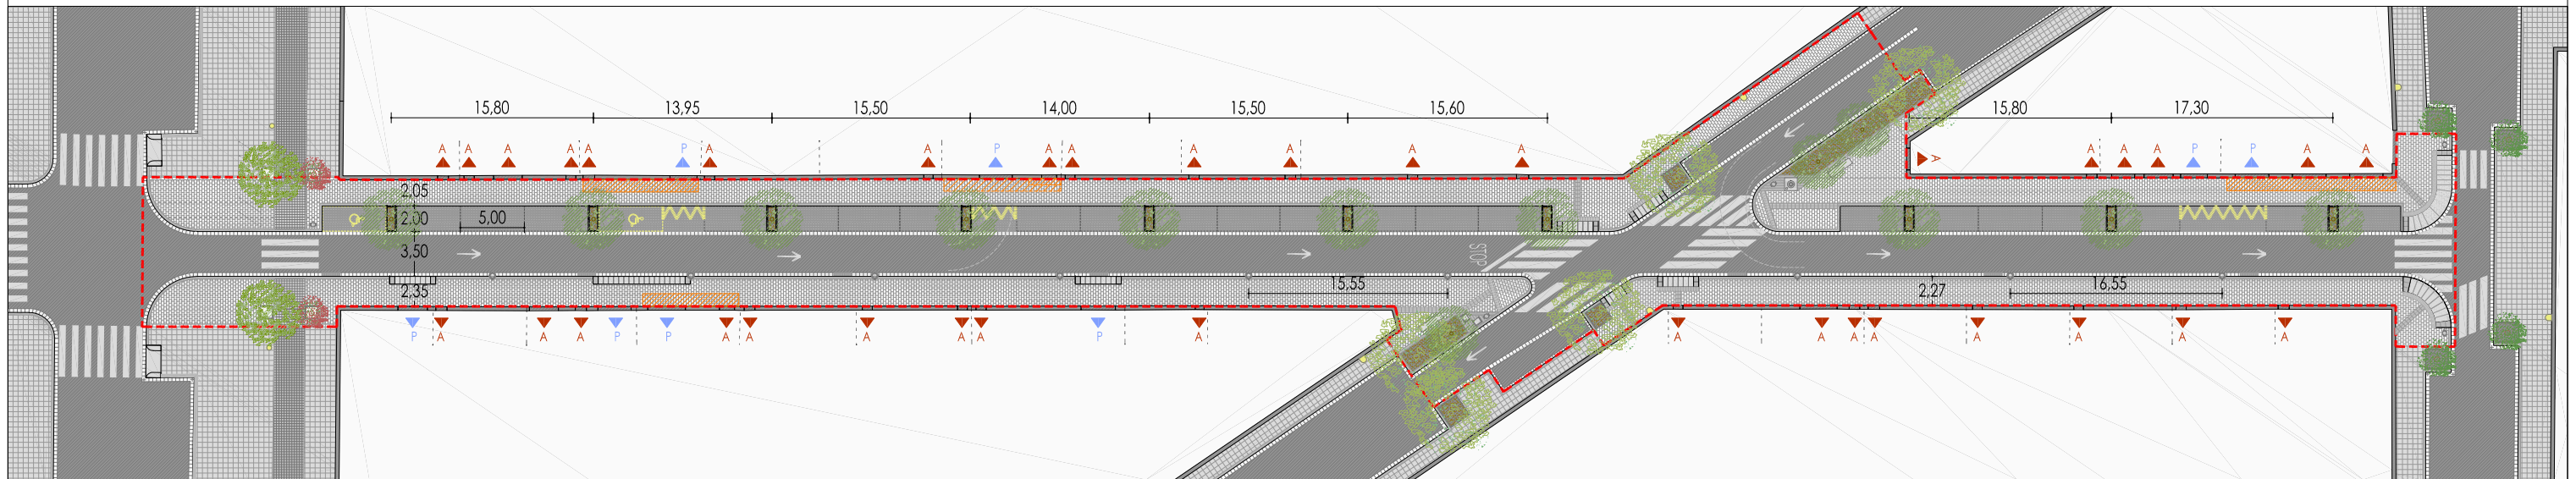 15,80 13,95 15,50 14,00 15,50 15,60 15,80 17,30
A A A A A P A A P A A A A A A A A A P P A A
A
2,05
2,00 5,00
3,50
STOP
2,35 15,55 2,27 16,55
P A A A P P A A A A A P A A A A A A A A A